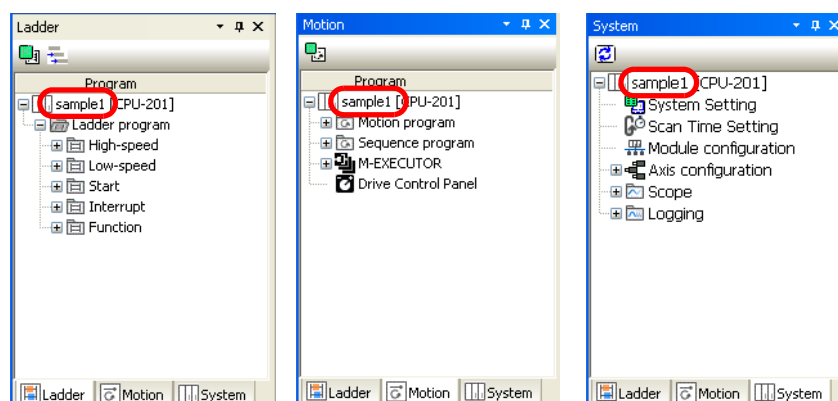 Ladder
Program
sample1 [CPU-201]
Ladder program
High-speed
Low-speed
Start
Interrupt
Function
Ladder Motion System
Motion
Program
sample1 [CPU-201]
Motion program
Sequence program
M-EXECUTOR
Drive Control Panel
Ladder Motion System
System
sample1 [CPU-201]
System Setting
Scan Time Setting
Module configuration
Axis configuration
Scope
Logging
Ladder Motion System